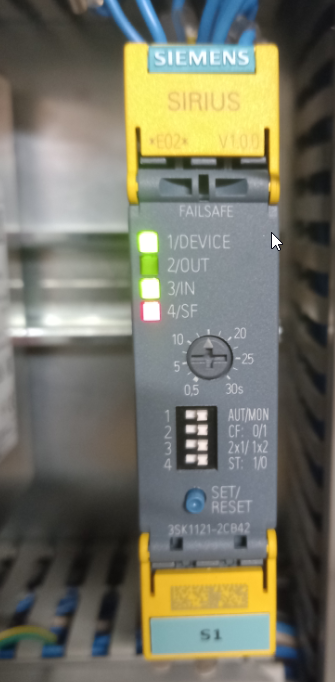 SIEMENS
SIRIUS
*E02* V1.0.0
FAILSAFE
1/DEVICE
2/OUT
3/IN
4/SF
10 1 20
5 25
0,5 30s
1 AUT/MON
2 CF: 0/1
3 2x1/1x2
4 ST: 1/0
SET/
RESET
3SK1121-2CB42
S1